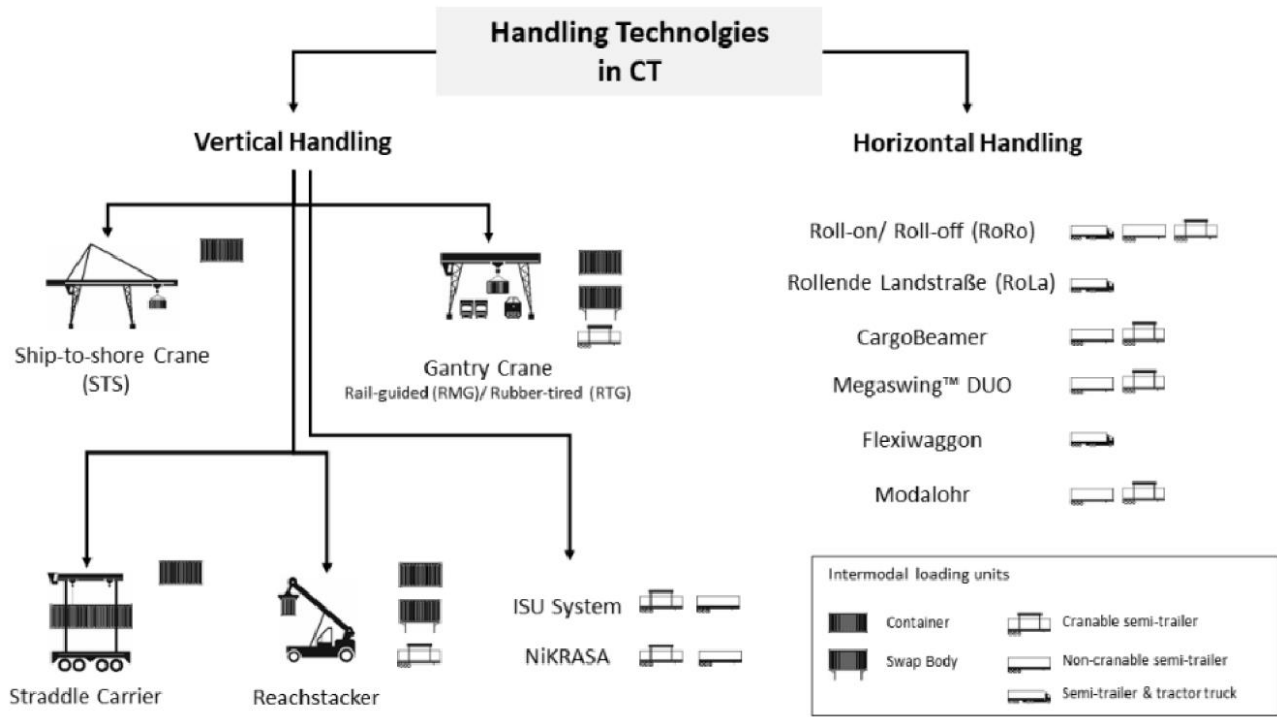 Handling Technolgies
in CT
Vertical Handling
Horizontal Handling
Ship-to-shore Crane
(STS)
Gantry Crane
Rail-guided (RMG)/ Rubber-tired (RTG)
Straddle Carrier
Reachstacker
ISU System
NiKRASA
Roll-on/ Roll-off (RoRo)
Rollende Landstraße (RoLa)
CargoBeamer
Megaswing™ DUO
Flexiwaggon
Modalohr
Intermodal loading units
Container
Swap Body
Cranable semi-trailer
Non-cranable semi-trailer
Semi-trailer & tractor truck